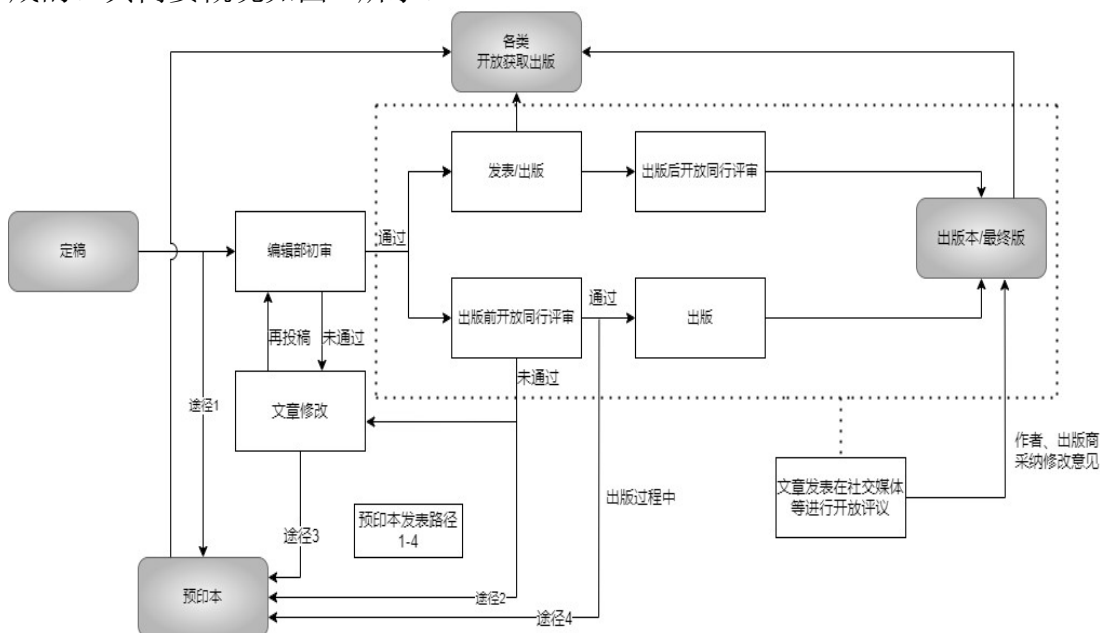 各类
开放获取出版
发表/出版
出版后开放同行评审
定稿
编辑部初审
通过
出版本/最终版
出版前开放同行评审
通过
出版
再投稿
未通过
未通过
途径1
文章修改
作者、出版商
采纳修改意见
文章发表在社交媒体
等进行开放评议
出版过程中
预印本发表路径
1-4
途径3
预印本
途径2
途径4